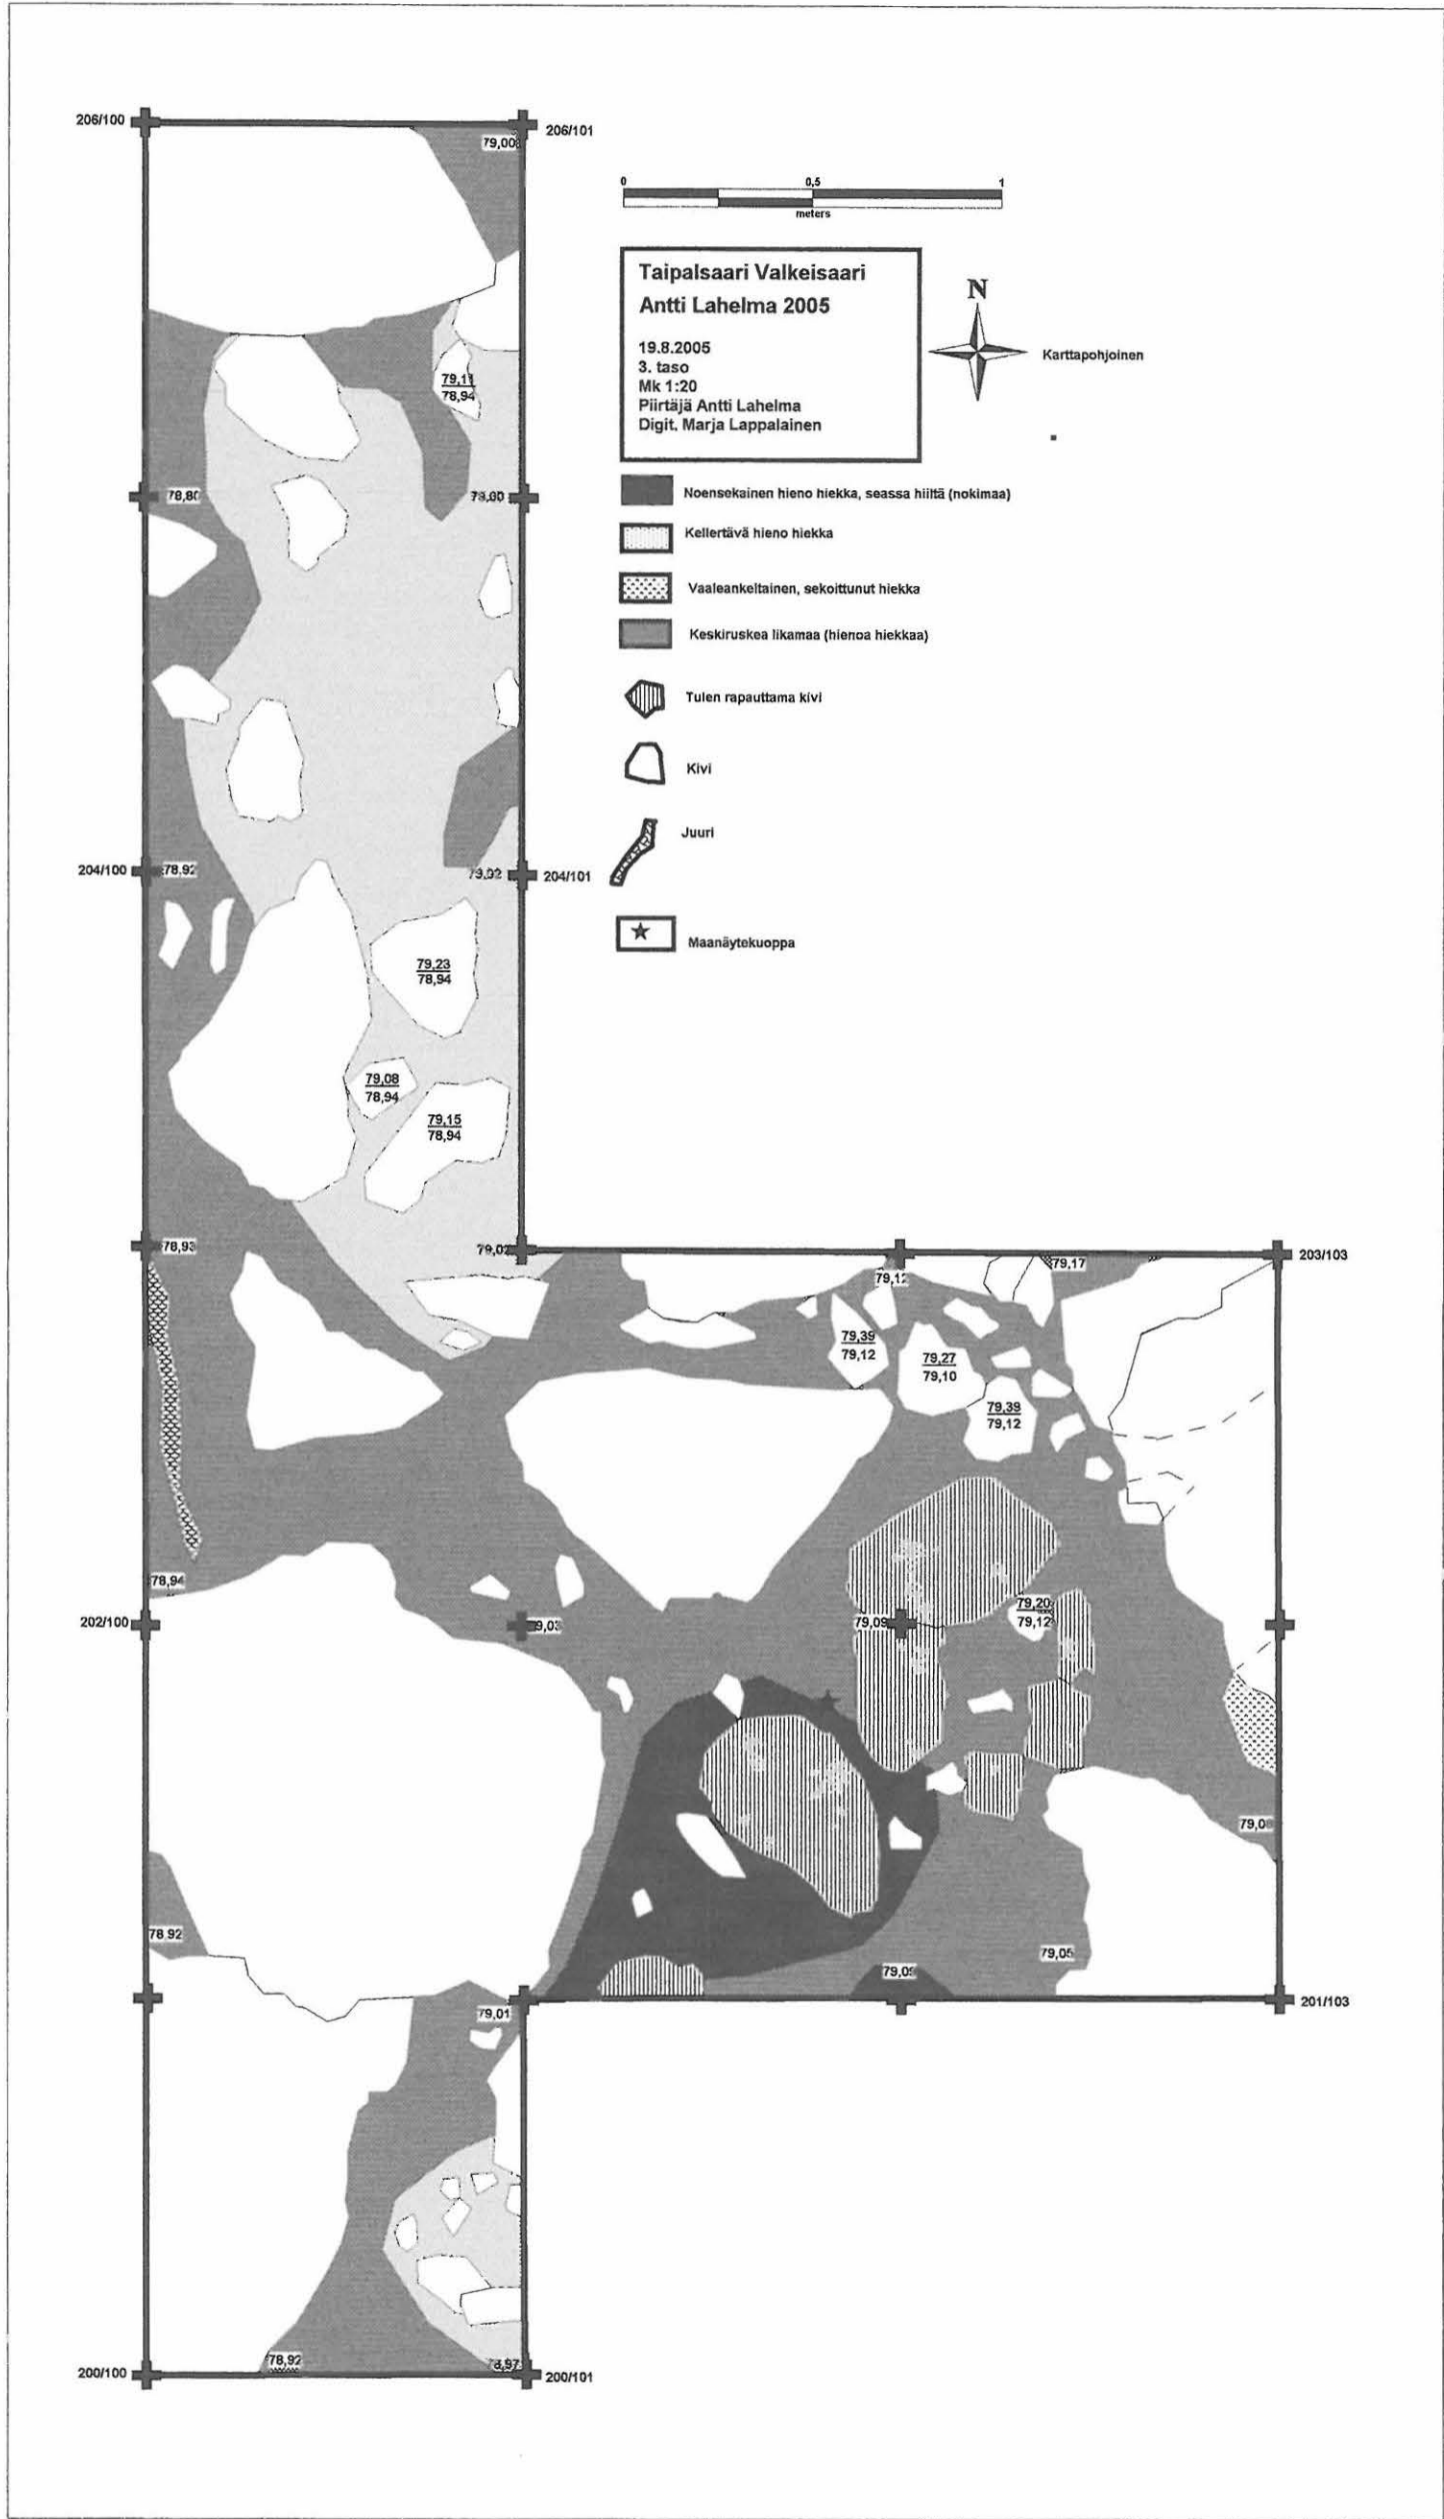 206/100
206/101
79,00
0
0,5
1
meters
Taipalsaari Valkeisaari
Antti Lahelma 2005
19.8.2005
3. taso
Mk 1:20
Piirtäjä Antti Lahelma
Digit. Marja Lappalainen
N
Karttapohjoinen
79,11
78,94
78,80
Noensekainen hieno hiekka, seassa hiiltä (nokimaa)
Kellertävä hieno hiekka
Vaaleankeltainen, sekoittunut hiekka
Keskiruskea likamaa (hienoa hiekkaa)
Tulen rapauttama kivi
Kivi
Juuri
Maanäytekuoppa
204/100
78,92
79,02
204/101
79,23
78,94
79,08
78,94
79,15
78,94
78,93
203/103
79,17
79,12
79,39
79,12
79,27
79,10
79,39
79,12
78,94
202/100
79,09
79,20
79,12
78,92
79,05
79,01
201/103
78,92
200/100
200/101